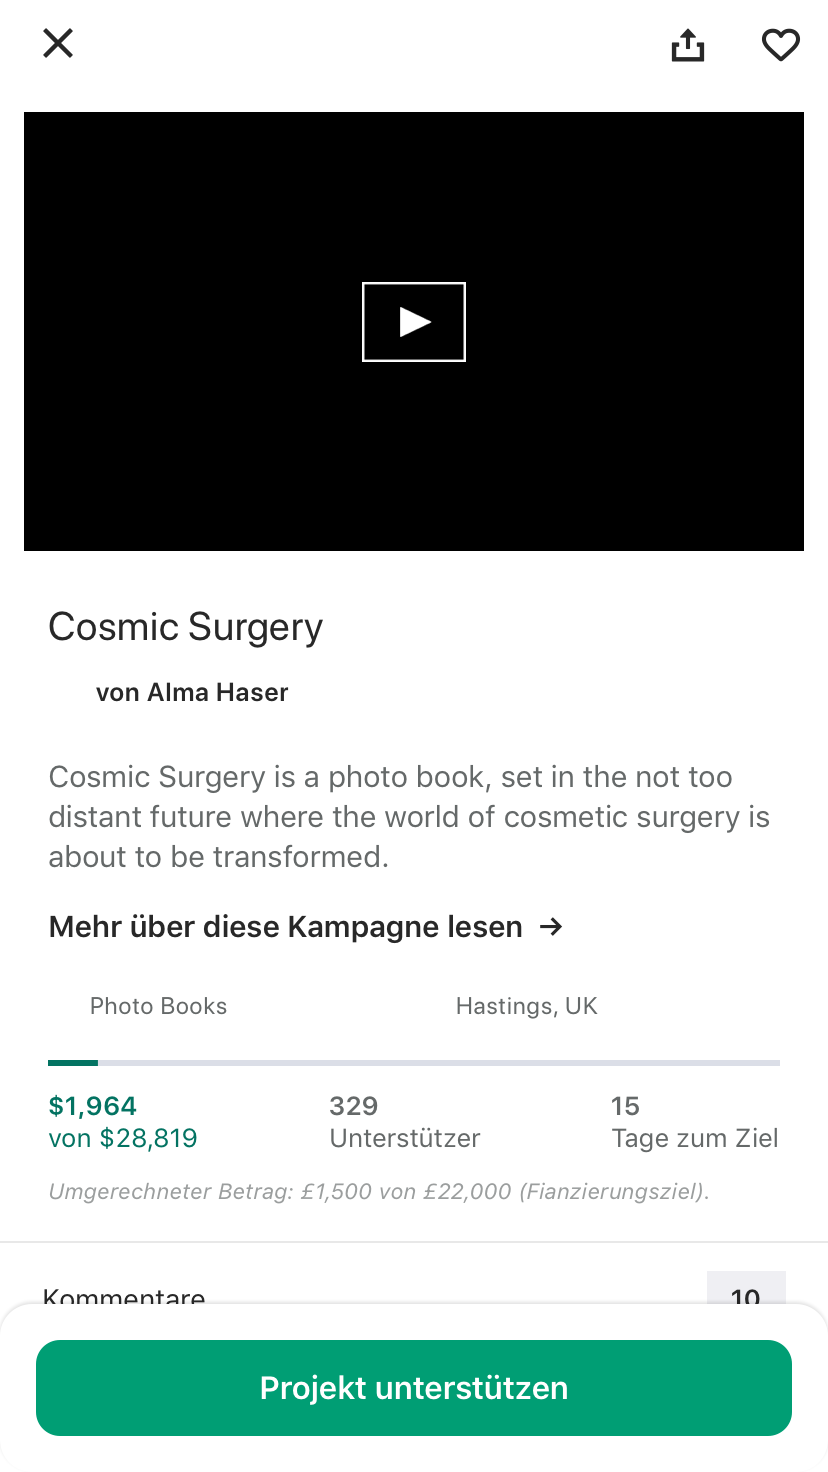 Cosmic Surgery
von Alma Haser
Cosmic Surgery is a photo book, set in the not too
distant future where the world of cosmetic surgery is
about to be transformed.
Mehr über diese Kampagne lesen →
Photo Books
Hastings, UK
$1,964
von $28,819
329
Unterstützer
15
Tage zum Ziel
Umgerechneter Betrag: £1,500 von £22,000 (Fianzierungsziel).
Kommentare
10
Projekt unterstützen